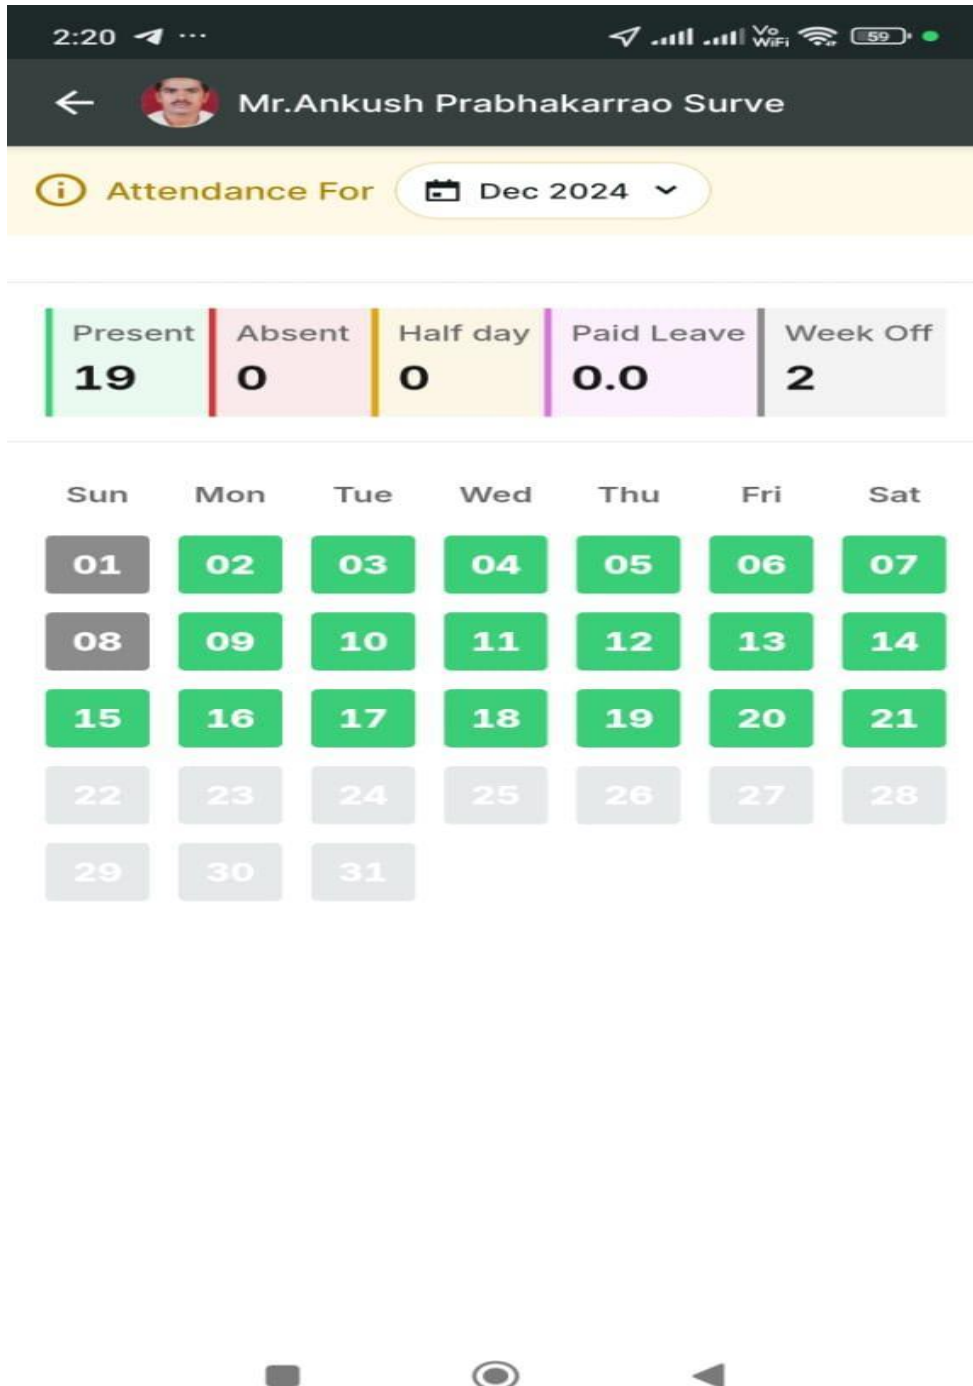 2:20 ... Vo WiFi 59
Mr.Ankush Prabhakarrao Surve
Attendance For Dec 2024
Present Absent Half day Paid Leave Week Off
19 0 0 0.0 2
Sun Mon Tue Wed Thu Fri Sat
01 02 03 04 05 06 07
08 09 10 11 12 13 14
15 16 17 18 19 20 21
22 23 24 25 26 27 28
29 30 31